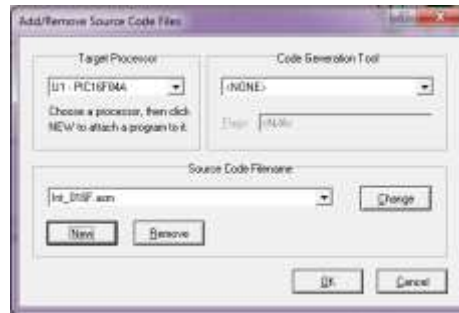 Add/Remove Source Code Files
Target Processor
U1 - PIC16F84A
Choose a processor, then click
NEW to attach a program to it.
Code Generation Tool
<NONE>
Flags:
Source Code Filename
New
Remove
Change
OK
Cancel